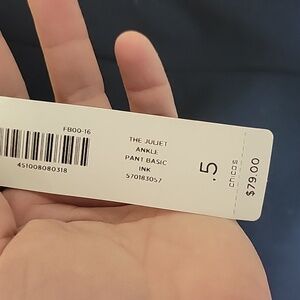 FB00-16
451008080318
THE JULIET
ANKLE
PANT BASIC
INK
570183057
.5
chicos
$79.00